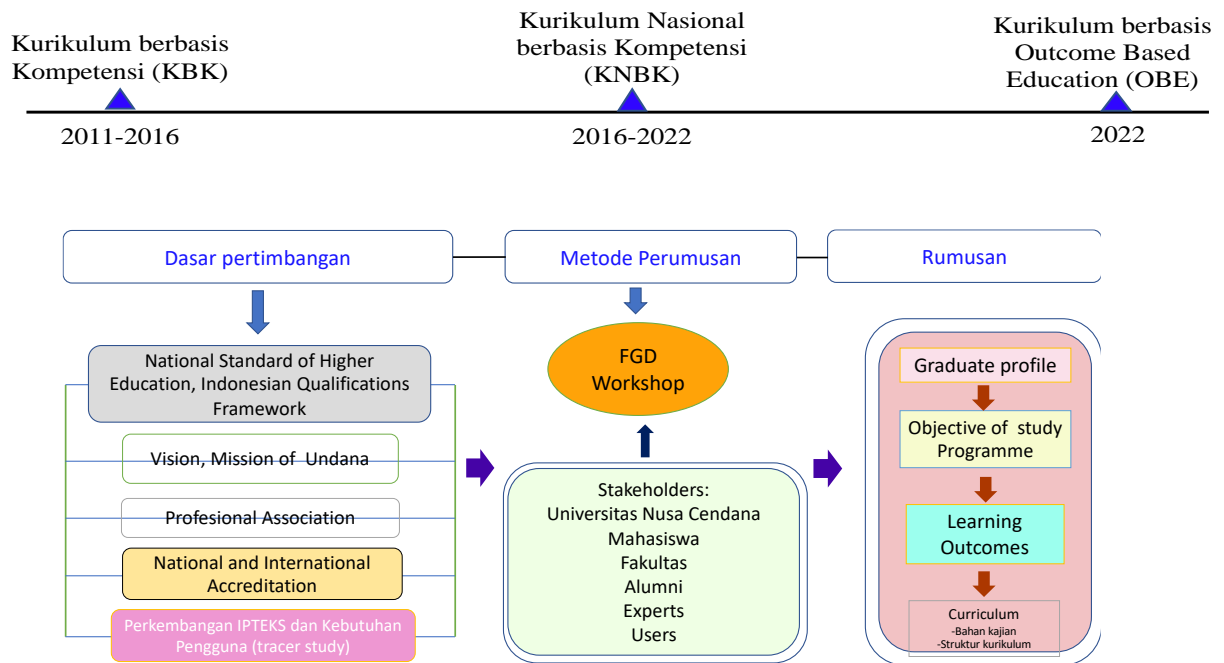 Kurikulum berbasis
Kompetensi (KBK)
Kurikulum Nasional
berbasis Kompetensi
(KNBK)
Kurikulum berbasis
Outcome Based
Education (OBE)
2011-2016
2016-2022
2022
Dasar pertimbangan
Metode Perumusan
Rumusan
National Standard of Higher
Education, Indonesian Qualifications
Framework
Vision, Mission of Undana
Profesional Association
National and International
Accreditation
Perkembangan IPTEKS dan Kebutuhan
Pengguna (tracer study)
FGD
Workshop
Stakeholders:
Universitas Nusa Cendana
Mahasiswa
Fakultas
Alumni
Experts
Users
Graduate profile
Objective of study
Programme
Learning
Outcomes
Curriculum
-Bahan kajian
-Struktur kurikulum